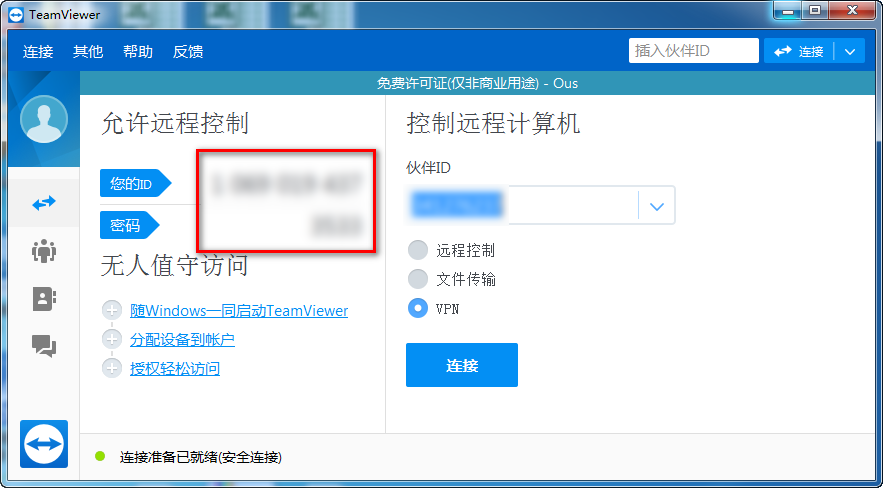 TeamViewer
连接 其他 帮助 反馈 插入伙伴ID 连接
免费许可证(仅非商业用途) - Ous
允许远程控制
您的ID
密码
无人值守访问
随Windows一同启动TeamViewer
分配设备到帐户
授权轻松访问
控制远程计算机
伙伴ID
远程控制
文件传输
VPN
连接
连接准备已就绪(安全连接)